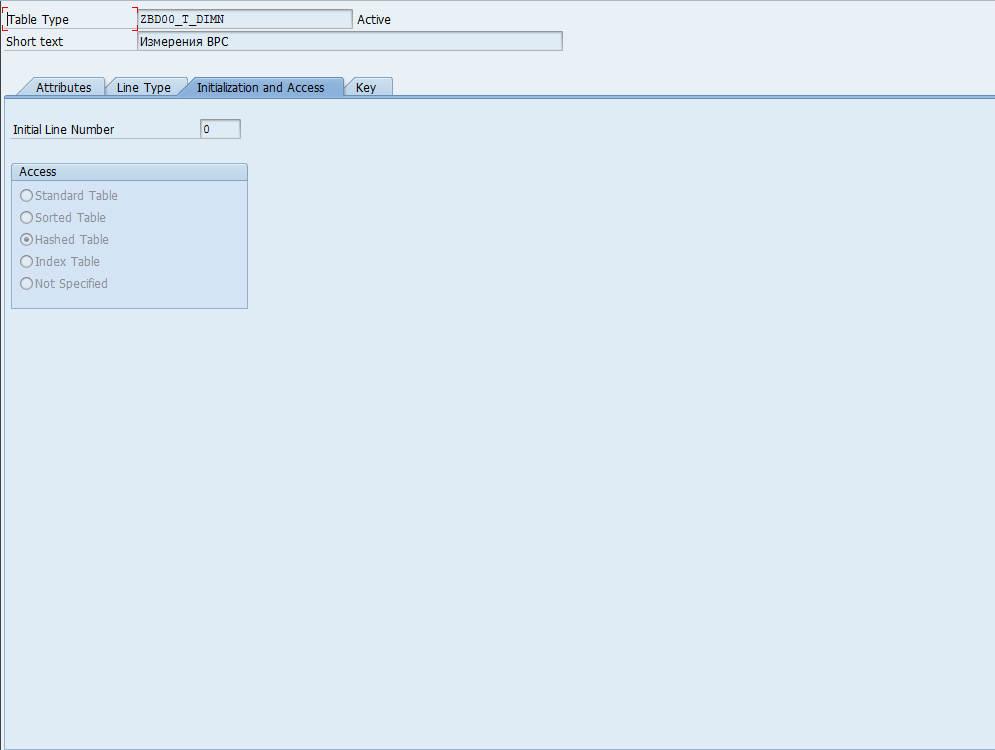 Table Type ZBD00_T_DIMN Active
Short text Измерения BPC
Attributes Line Type Initialization and Access Key
Initial Line Number 0
Access
Standard Table
Sorted Table
Hashed Table
Index Table
Not Specified